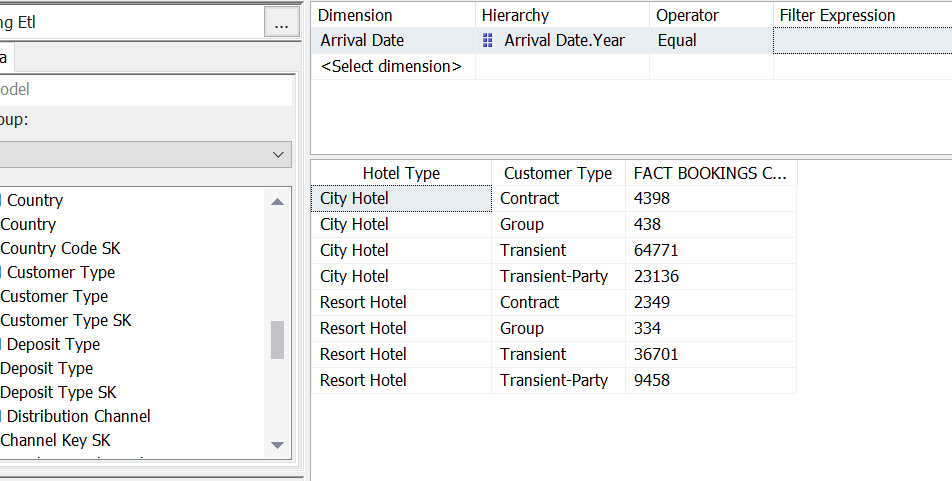 ng Etl
...
a
odel
oup:
Country
Country
Country Code SK
Customer Type
Customer Type
Customer Type SK
Deposit Type
Deposit Type
Deposit Type SK
Distribution Channel
Channel Key SK
Dimension Hierarchy Operator Filter Expression
Arrival Date Arrival Date.Year Equal
<Select dimension>
Hotel Type Customer Type FACT BOOKINGS C...
City Hotel Contract 4398
City Hotel Group 438
City Hotel Transient 64771
City Hotel Transient-Party 23136
Resort Hotel Contract 2349
Resort Hotel Group 334
Resort Hotel Transient 36701
Resort Hotel Transient-Party 9458